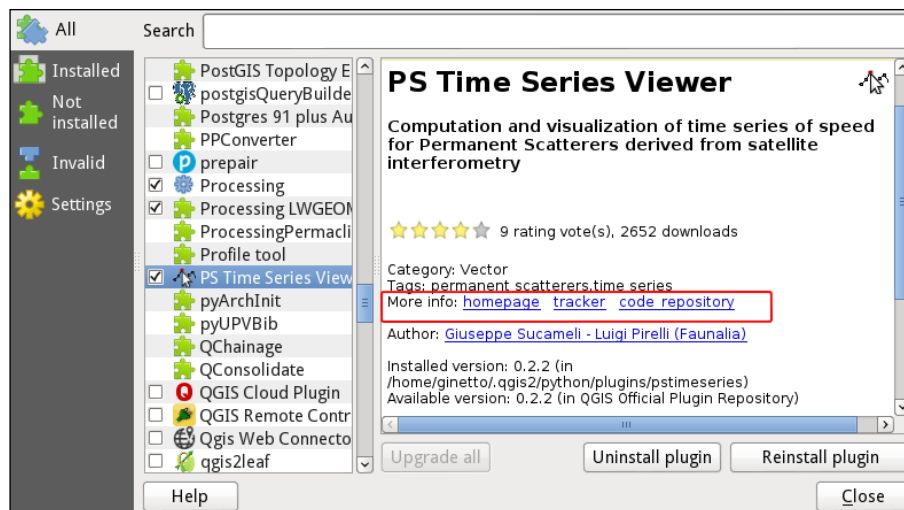 All
Search
Installed
Not
installed
Invalid
Settings
PostGIS Topology E
postgisQueryBuilde
Postgres 91 plus Au
PPConverter
prepair
Processing
Processing LWGEOM
ProcessingPermacli
Profile tool
PS Time Series View
pyArchInit
pyUPVBib
QChainage
QConsolidate
QGIS Cloud Plugin
QGIS Remote Contr
Qgis Web Connecto
qgis2leaf
PS Time Series Viewer
Computation and visualization of time series of speed
for Permanent Scatterers derived from satellite
interferometry
9 rating vote(s), 2652 downloads
Category: Vector
Tags: permanent scatterers,time series
More info: homepage tracker code repository
Author: Giuseppe Sucameli - Luigi Pirelli (Faunalia)
Installed version: 0.2.2 (in
/home/ginetto/.qgis2/python/plugins/pstimeseries)
Available version: 0.2.2 (in QGIS Official Plugin Repository)
Upgrade all
Uninstall plugin
Reinstall plugin
Help
Close